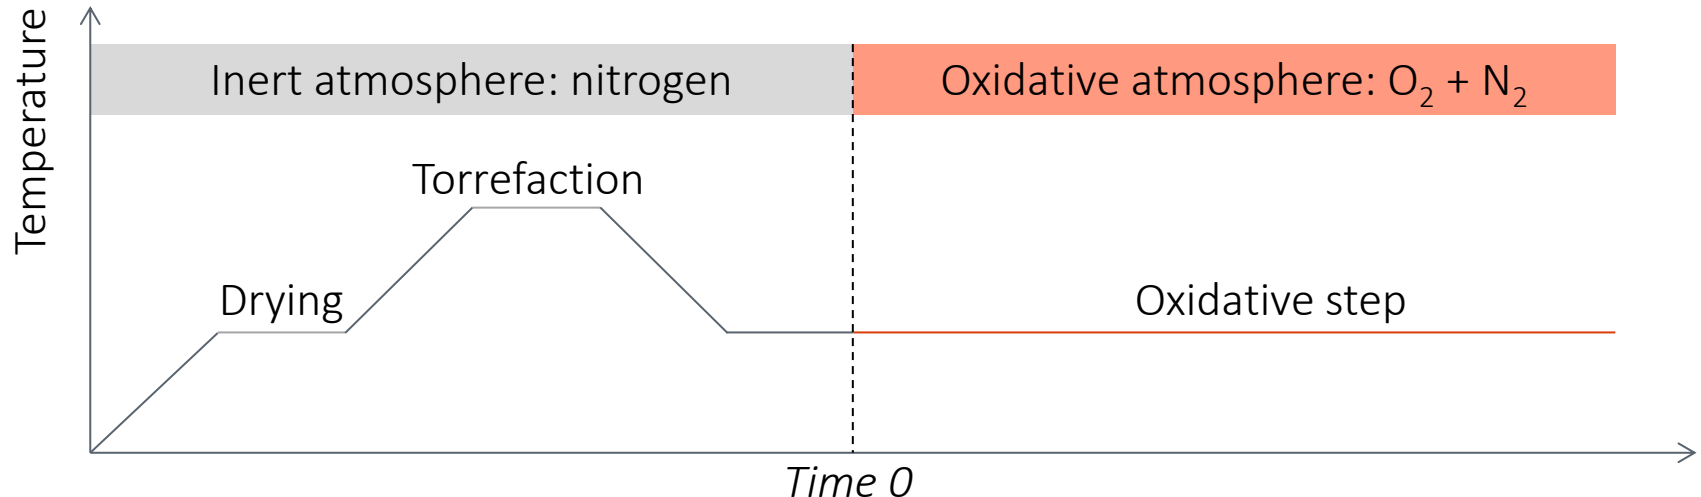 Temperature
Inert atmosphere: nitrogen
Oxidative atmosphere: O₂ + N₂
Torrefaction
Drying
Oxidative step
Time 0